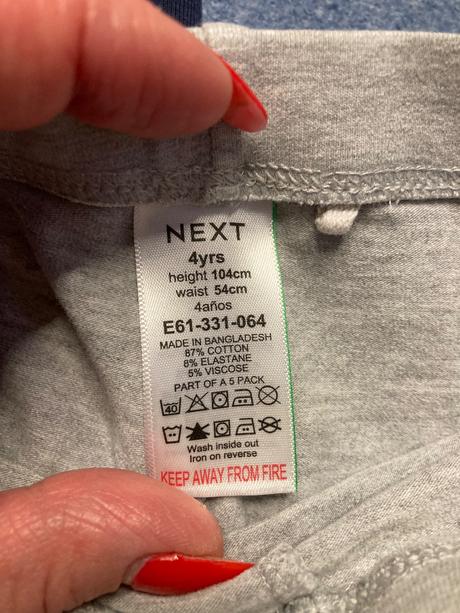 NEXT
4yrs
height 104cm
waist 54cm
4años
E61-331-064
MADE IN BANGLADESH
87% COTTON
8% ELASTANE
5% VISCOSE
PART OF A 5 PACK
40
Wash inside out
Iron on reverse
KEEP AWAY FROM FIRE